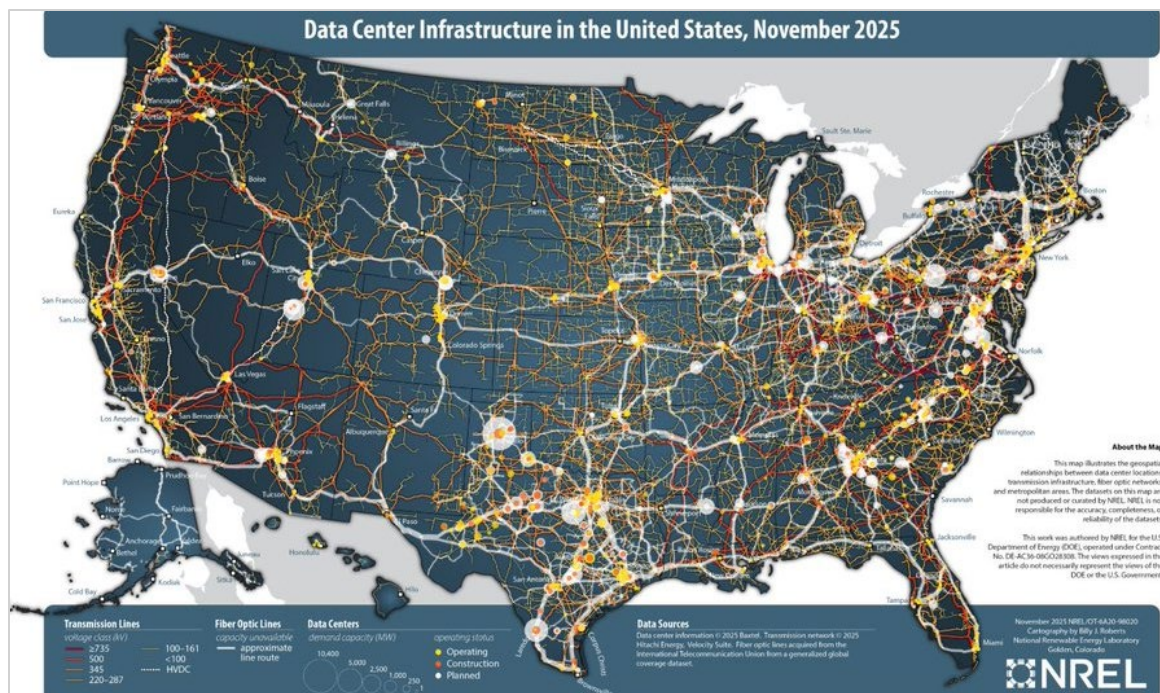 Data Center Infrastructure in the United States, November 2025
Seattle
Olympia
Vancouver
Portland
Missoula
Great Falls
Helena
Billings
Minot
Fargo
Sault Ste. Marie
Boise
Pierre
Minneapolis
Rochester
Buffalo
Boston
Eureka
Casper
Detroit
New York
Elko
Cheyenne
Sacramento
San Francisco
San Jose
Fresno
Colorado Springs
Topeka
Norfolk
Las Vegas
Santa Fe
Flagstaff
Los Angeles
San Bernardino
Albuquerque
Wilmington
San Diego
Phoenix
Tucson
El Paso
Savannah
Jacksonville
San Antonio
Tampa
Miami
Corpus Christi
Barrow
Prudhoe
Point Hope
Nome
Fairbanks
Anchorage
Bethel
Juneau
Sitka
Kodiak
Cold Bay
Honolulu
Hilo
About the Map
This map illustrates the geospatial
relationships between data center locations,
transmission infrastructure, fiber optic networks
and metropolitan areas. The datasets on this map are
not produced or curated by NREL. NREL is not
responsible for the accuracy, completeness, or
reliability of the datasets.
This work was authored by NREL for the U.S.
Department of Energy (DOE), operated under Contract
No. DE-AC36-08GO28308. The views expressed in the
article do not necessarily represent the views of the
DOE or the U.S. Government.
Transmission Lines
voltage class (kV)
≥735
500
345
220–287
100–161
<100
HVDC
Fiber Optic Lines
capacity unavailable
approximate
line route
Data Centers
demand capacity (MW)
10,400
5,000
2,500
1,000
250
1
operating status
Operating
Construction
Planned
Data Sources
Data center information © 2025 Baxtel. Transmission network © 2025
Hitachi Energy, Velocity Suite. Fiber optic lines acquired from the
International Telecommunication Union from a generalized global
coverage dataset.
November 2025 NREL/OT-6A20-98020
Cartography by Billy J. Roberts
National Renewable Energy Laboratory
Golden, Colorado
NREL